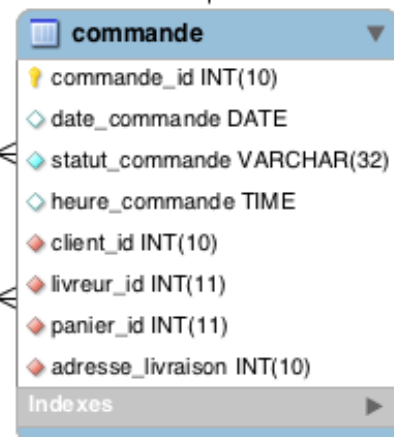 commande
commande_id INT(10)
date_commande DATE
statut_commande VARCHAR(32)
heure_commande TIME
client_id INT(10)
livreur_id INT(11)
panier_id INT(11)
adresse_livraison INT(10)
Indexes